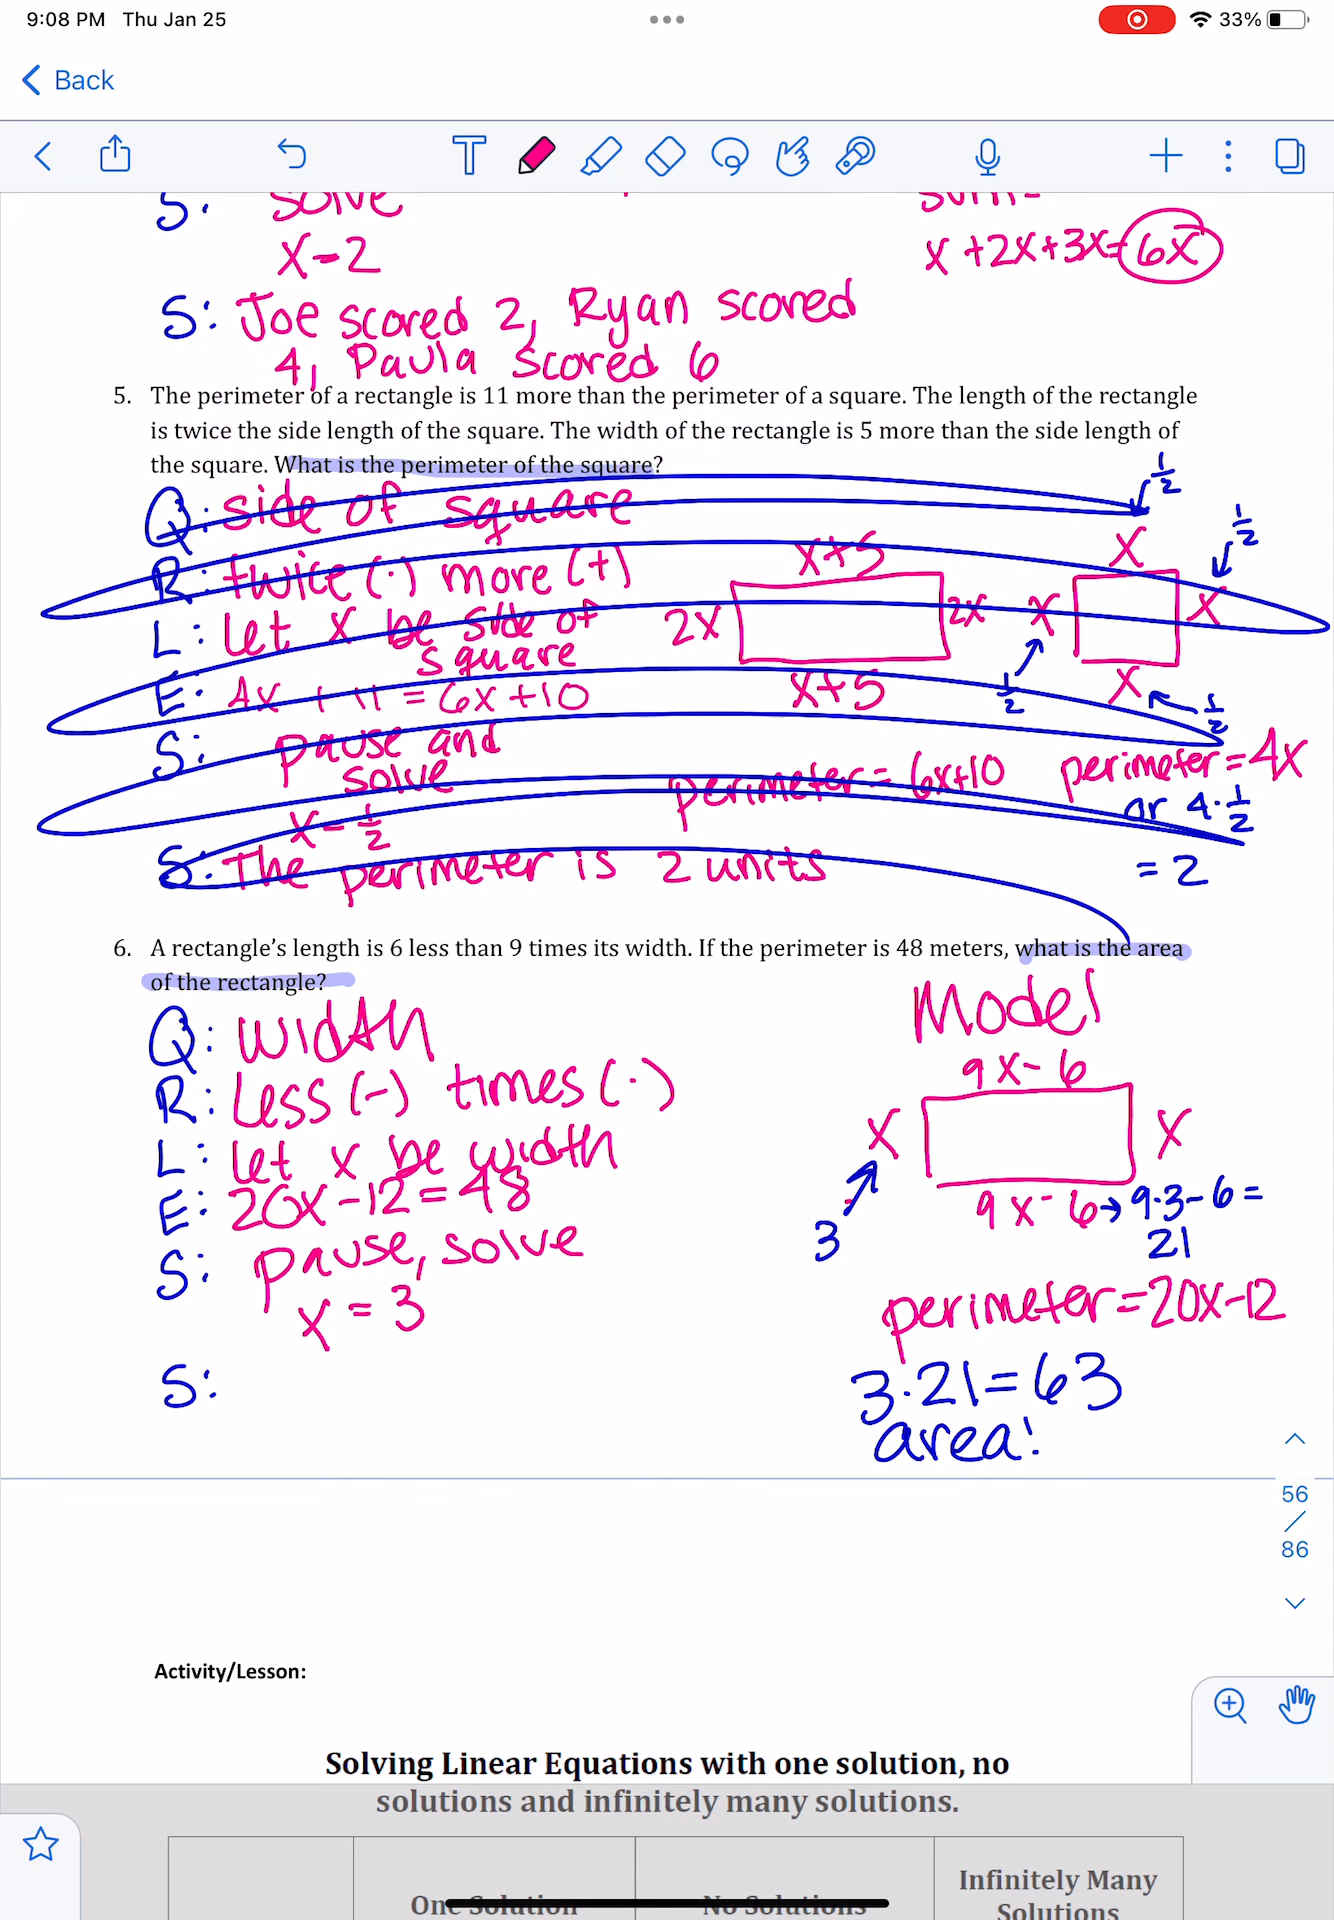 9:08 PM Thu Jan 25
33%
Back
S: solve
x=2
sum=
x+2x+3x=6x
S: Joe scored 2, Ryan scored
4, Paula scored 6
5. The perimeter of a rectangle is 11 more than the perimeter of a square. The length of the rectangle
is twice the side length of the square. The width of the rectangle is 5 more than the side length of
the square. What is the perimeter of the square?
Q: side of square
R: twice (·) more (+)
L: let x be side of
square
E: 4x + 11 = 6x + 10
S: pause and
solve
x = 1/2
S: The perimeter is 2 units
x+5
2x
2x
x+5
perimeter = 6x+10
1/2
x
1/2
x
x
1/2
x
1/2
perimeter = 4x
or 4·1/2
= 2
6. A rectangle's length is 6 less than 9 times its width. If the perimeter is 48 meters, what is the area
of the rectangle?
Q: width
R: Less (-) times (·)
L: let x be width
E: 20x-12=48
S: pause, solve
x = 3
S:
Model
9x-6
x
x
9x-6 → 9·3-6=
21
3
perimeter=20x-12
3·21=63
area!
56
/
86
Activity/Lesson:
Solving Linear Equations with one solution, no
solutions and infinitely many solutions.
One Solution
No Solutions
Infinitely Many
Solutions